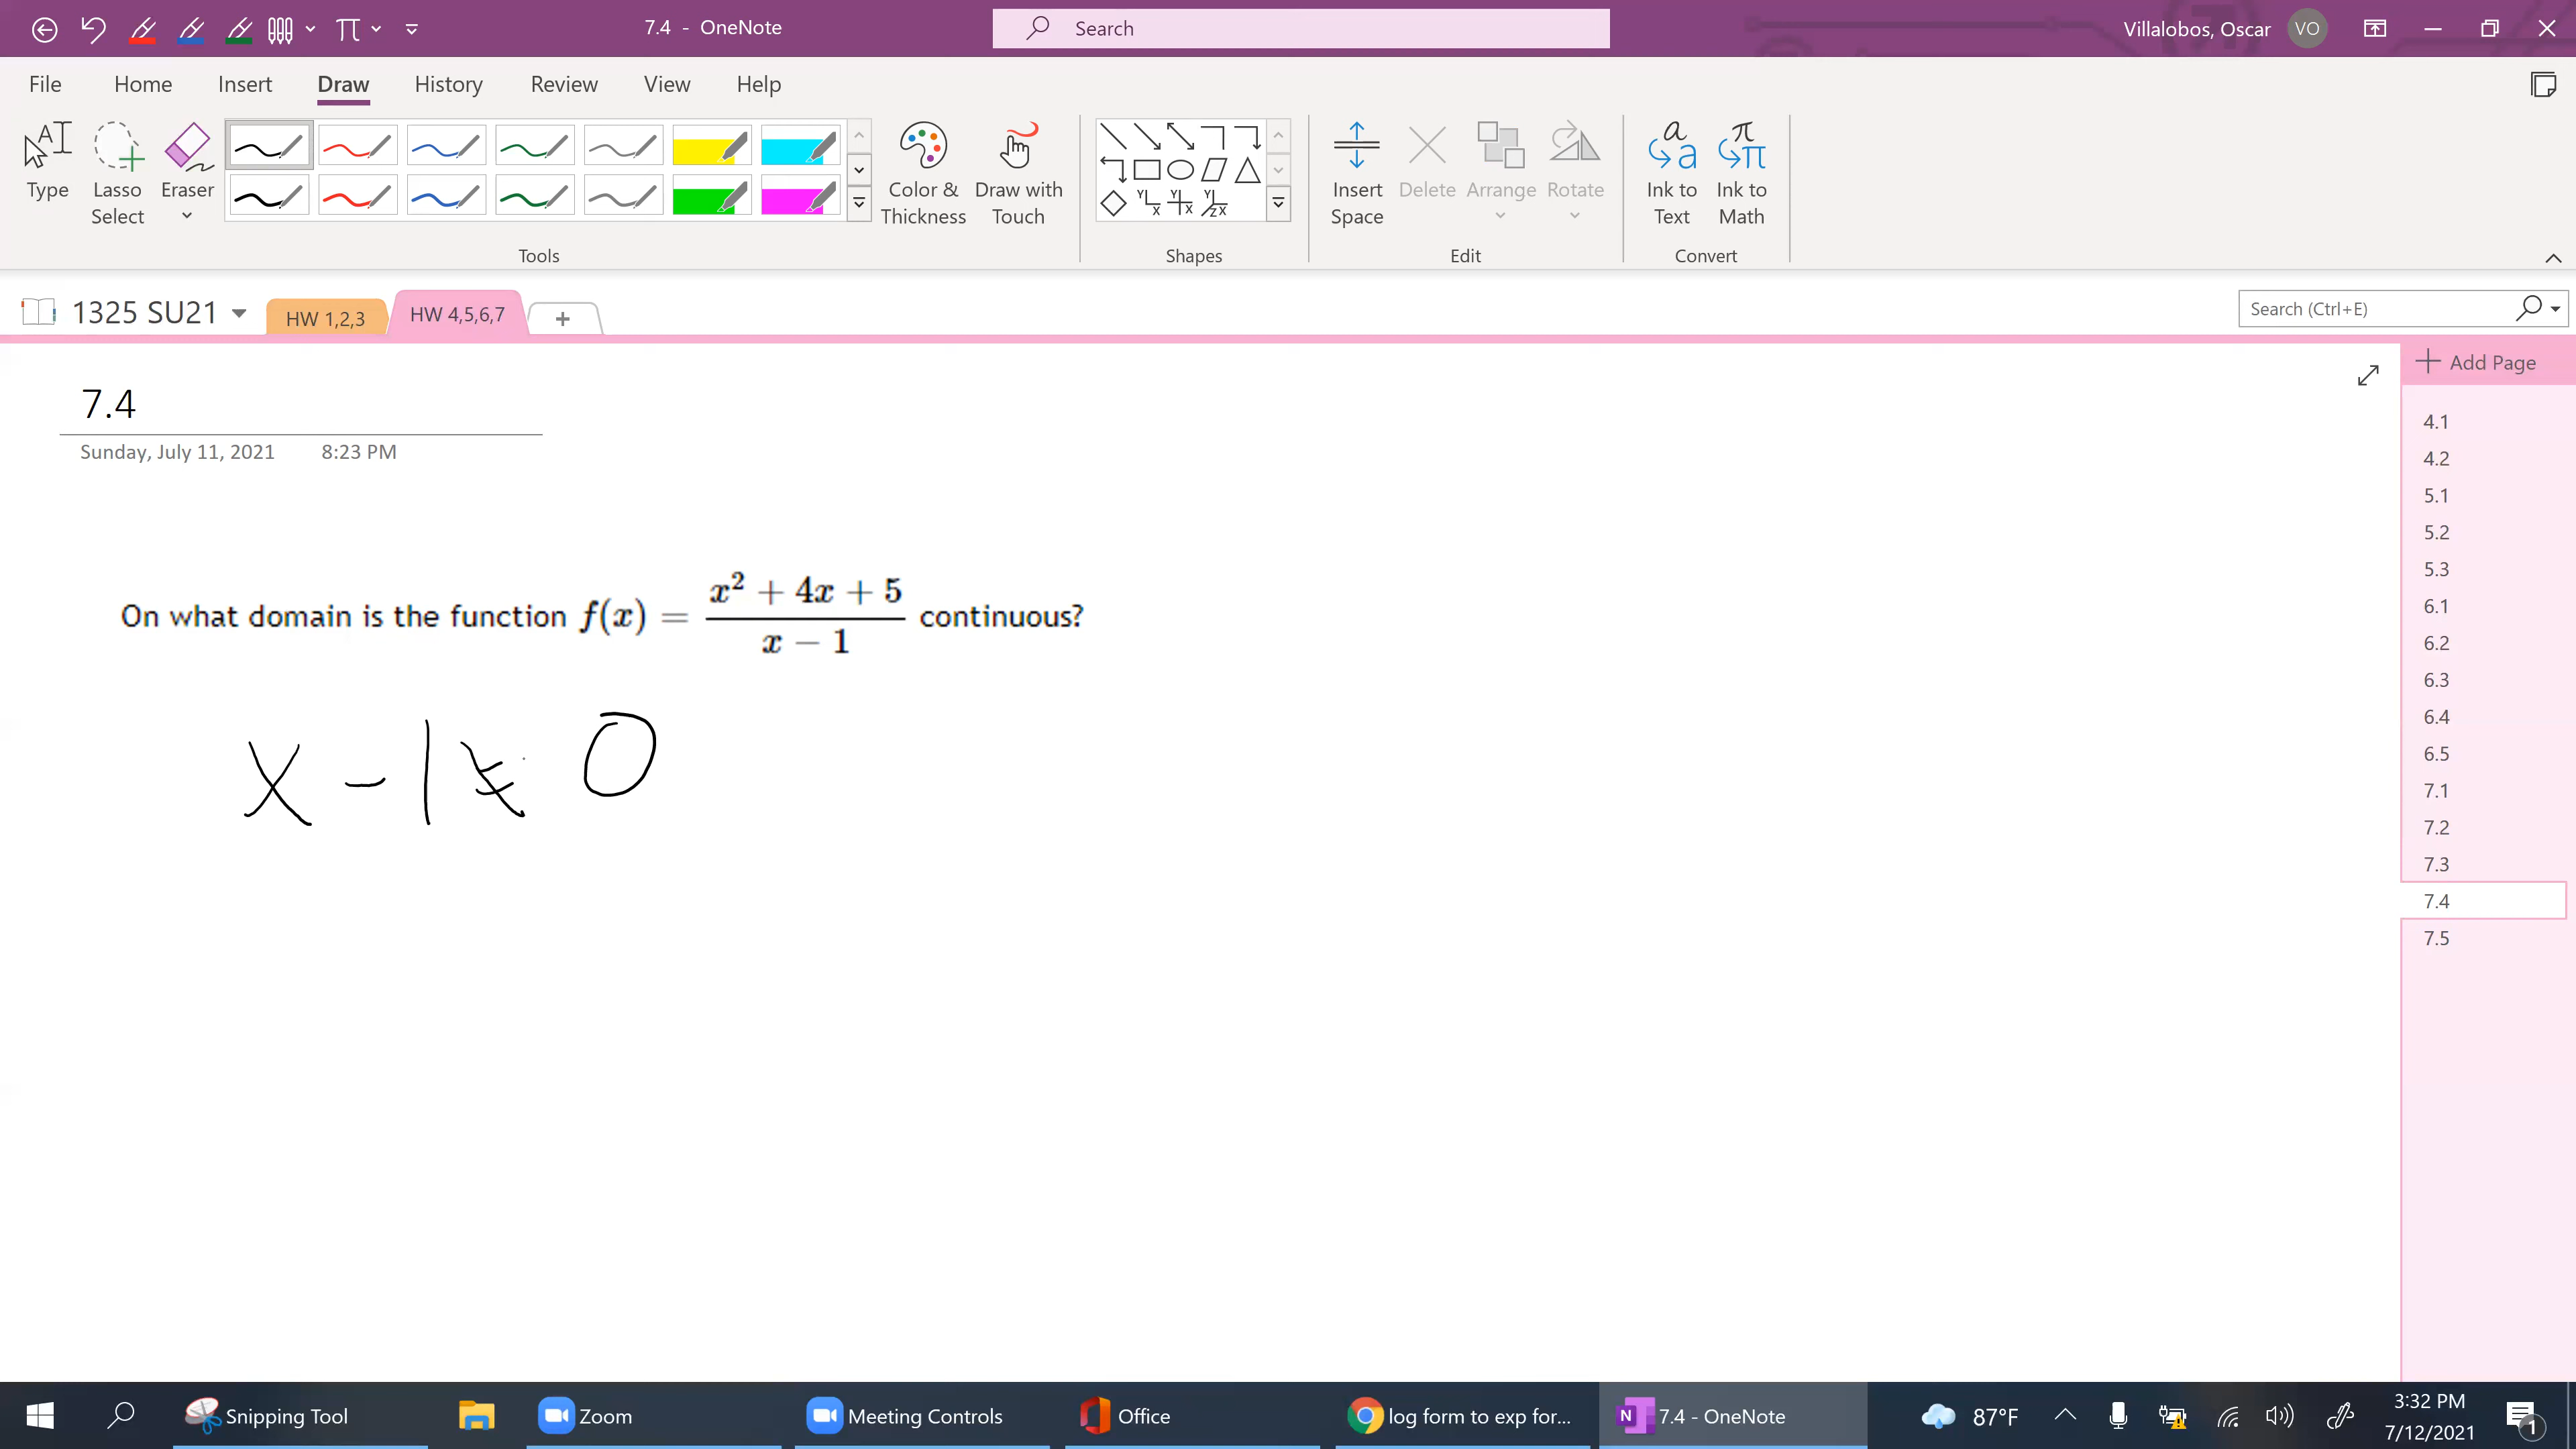 7.4 - OneNote
Search
Villalobos, Oscar VO
File Home Insert Draw History Review View Help
Type
Lasso Select
Eraser
Color & Thickness
Draw with Touch
Insert Space
Delete
Arrange
Rotate
Ink to Text
Ink to Math
Tools Shapes Edit Convert
1325 SU21 HW 1,2,3 HW 4,5,6,7 +
Search (Ctrl+E)
Add Page
7.4
Sunday, July 11, 2021 8:23 PM
On what domain is the function f(x) = (x² + 4x + 5)/(x − 1) continuous?
x - 1 ≠ 0
4.1
4.2
5.1
5.2
5.3
6.1
6.2
6.3
6.4
6.5
7.1
7.2
7.3
7.4
7.5
Snipping Tool Zoom Meeting Controls Office log form to exp for... 7.4 - OneNote 87°F 3:32 PM
7/12/2021 1